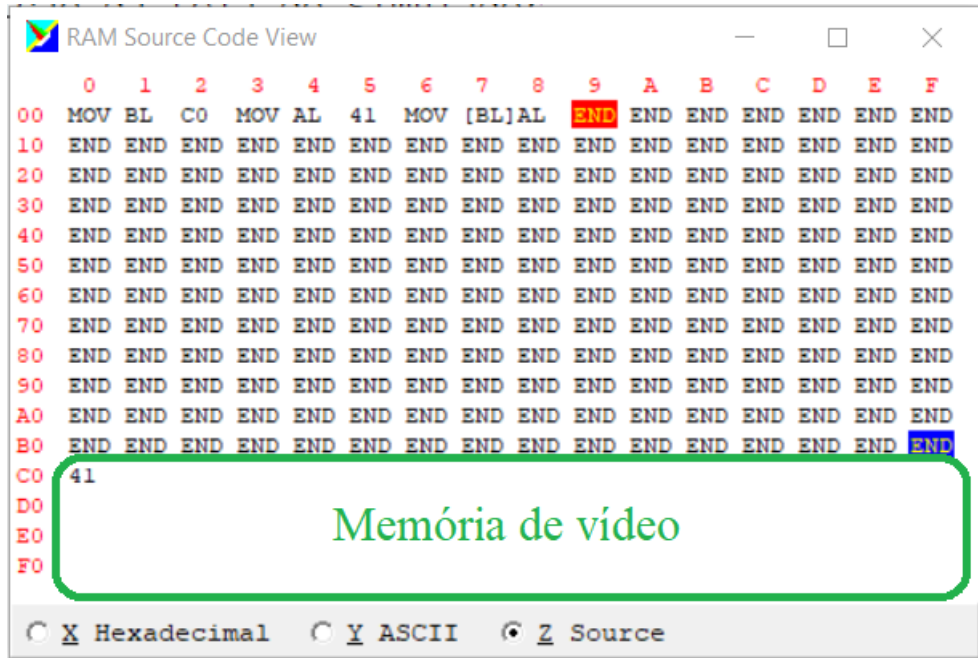 RAM Source Code View
0 1 2 3 4 5 6 7 8 9 A B C D E F
00 MOV BL C0 MOV AL 41 MOV [BL]AL END END END END END END END
10 END END END END END END END END END END END END END END END END
20 END END END END END END END END END END END END END END END END
30 END END END END END END END END END END END END END END END END
40 END END END END END END END END END END END END END END END END
50 END END END END END END END END END END END END END END END END
60 END END END END END END END END END END END END END END END END
70 END END END END END END END END END END END END END END END END
80 END END END END END END END END END END END END END END END END
90 END END END END END END END END END END END END END END END END
A0 END END END END END END END END END END END END END END END END
B0 END END END END END END END END END END END END END END END END
C0 41
D0
Memória de vídeo
E0
F0
X Hexadecimal Y ASCII Z Source